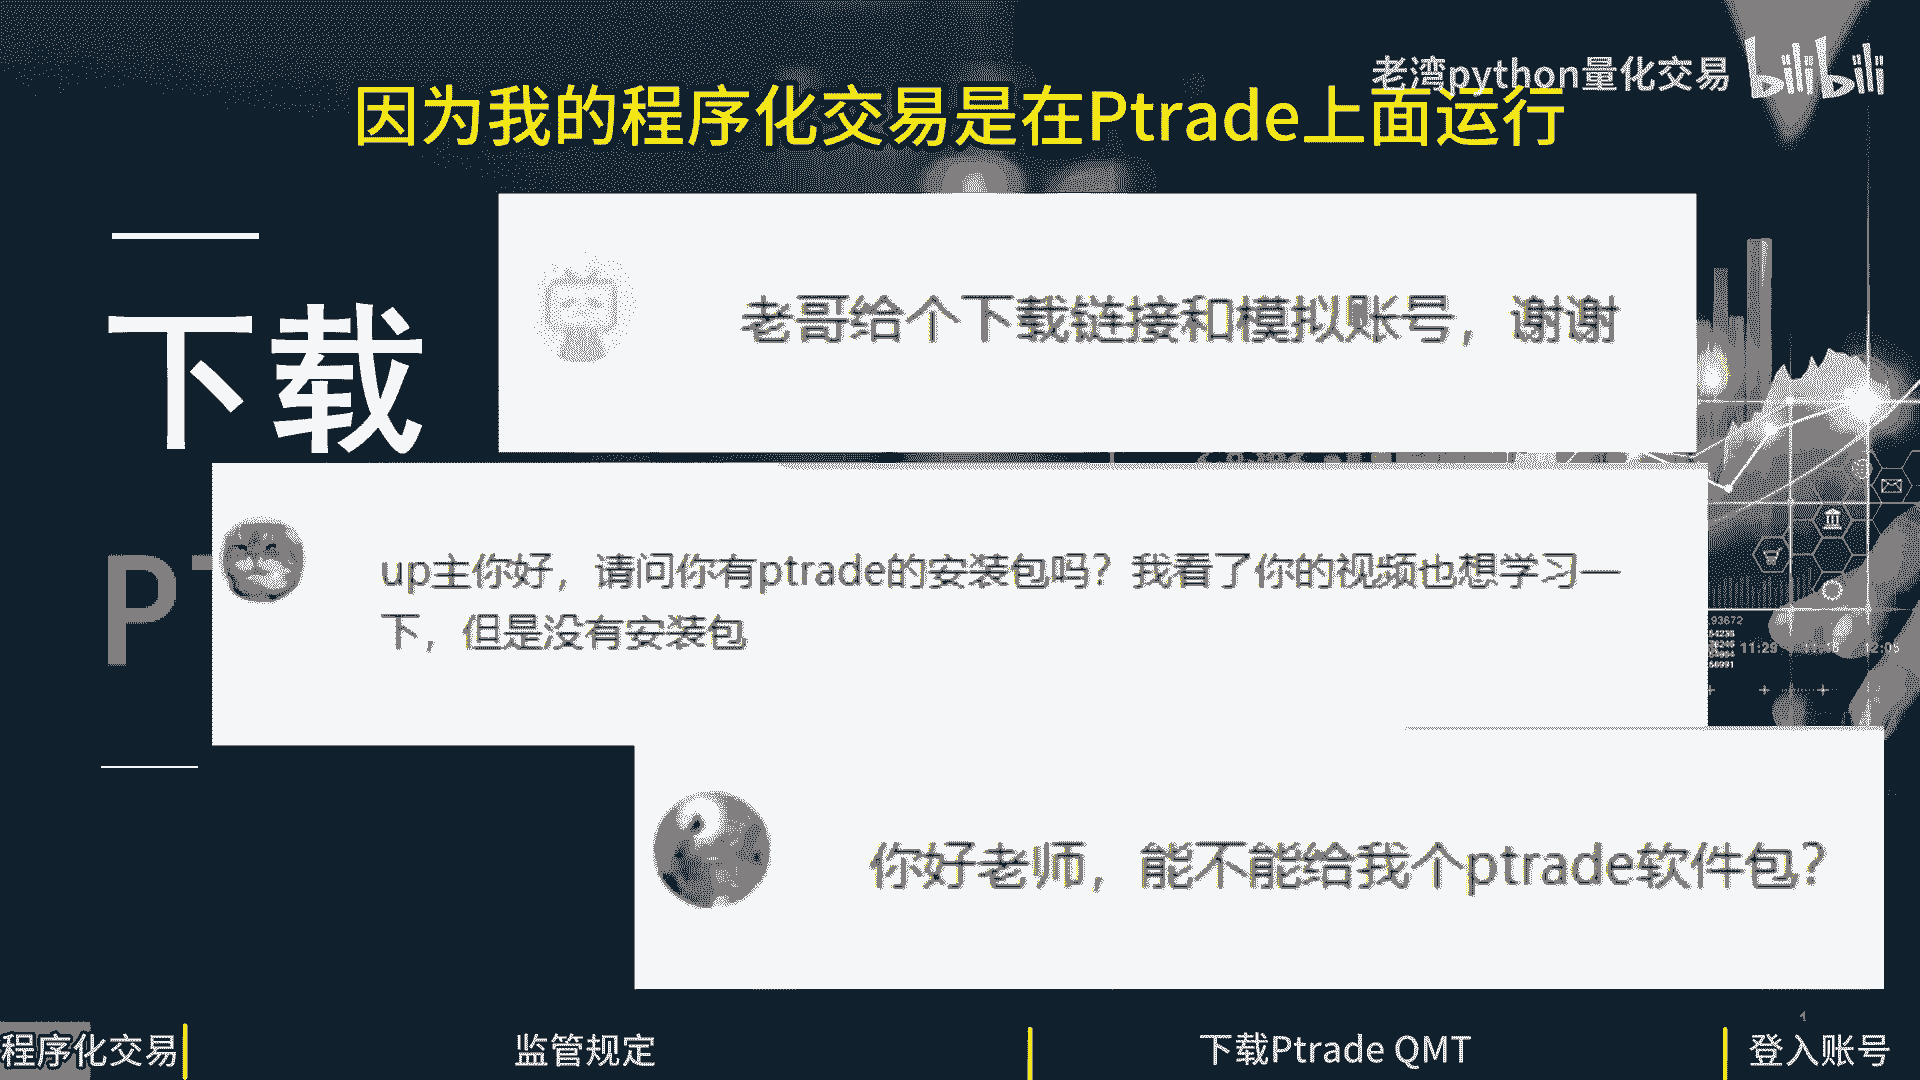 老湾python量化交易
bilibili
因为我的程序化交易是在Ptrade上面运行
下载
老哥给个下载链接和模拟账号，谢谢
P
up主你好，请问你有ptrade的安装包吗？我看了你的视频也想学习一
下，但是没有安装包
你好老师，能不能给我个ptrade软件包？
11:29
12:05
程序化交易
监管规定
下载Ptrade QMT
登入账号